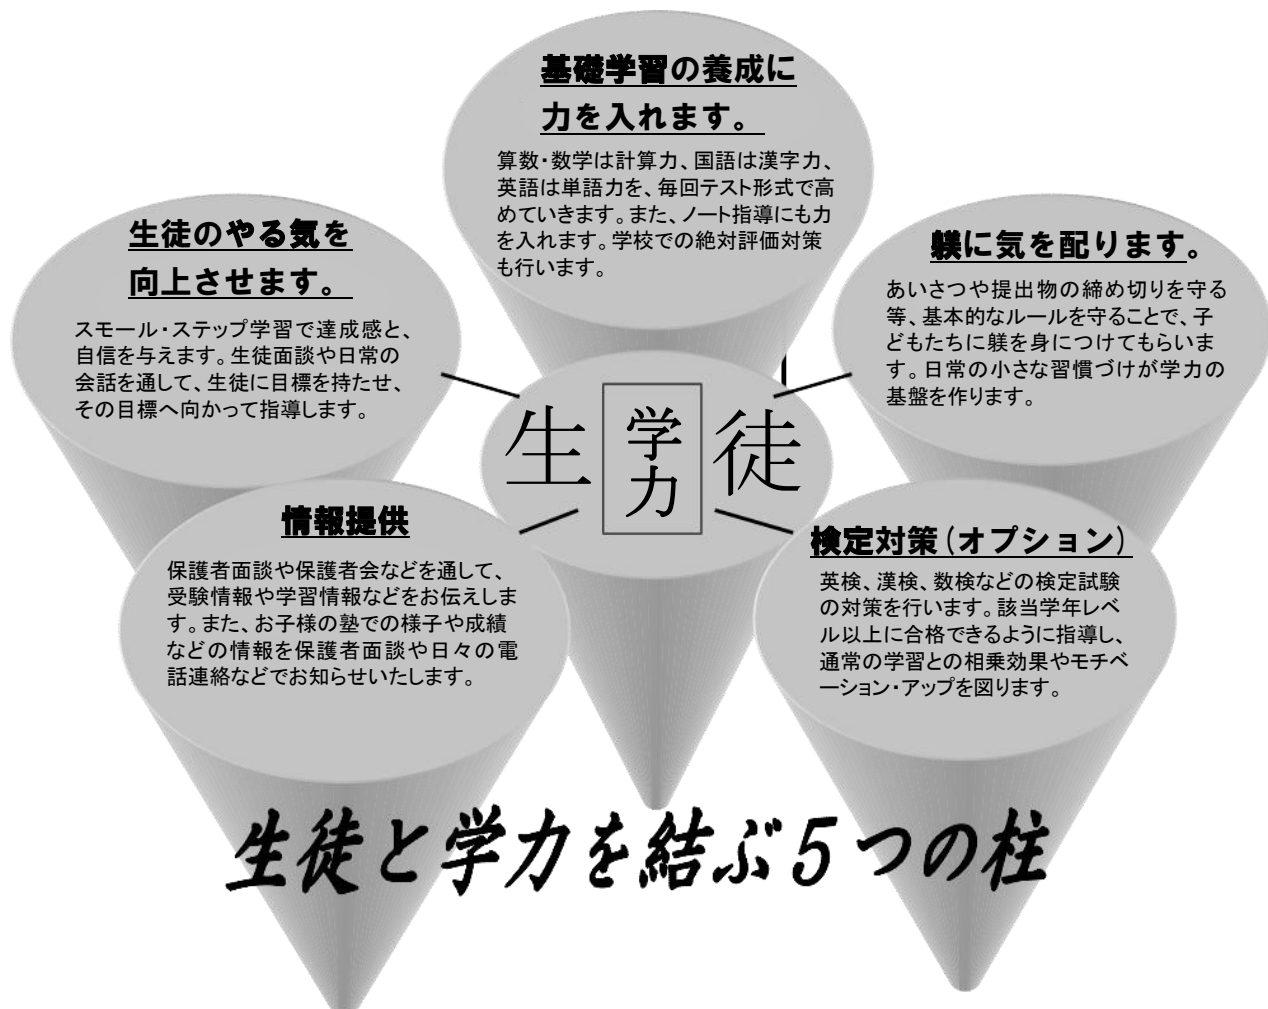 基礎学習の養成に
力を入れます。
算数・数学は計算力、国語は漢字力、
英語は単語力を、毎回テスト形式で高
めていきます。また、ノート指導にも力
を入れます。学校での絶対評価対策
も行います。
生徒のやる気を
向上させます。
スモール・ステップ学習で達成感と、
自信を与えます。生徒面談や日常の
会話を通して、生徒に目標を持たせ、
その目標へ向かって指導します。
躾に気を配ります。
あいさつや提出物の締め切りを守る
等、基本的なルールを守ることで、子
どもたちに躾を身につけてもらいま
す。日常の小さな習慣づけが学力の
基盤を作ります。
生徒
学力
情報提供
保護者面談や保護者会などを通して、
受験情報や学習情報などをお伝えしま
す。また、お子様の塾での様子や成績
などの情報を保護者面談や日々の電
話連絡などでお知らせいたします。
検定対策(オプション)
英検、漢検、数検などの検定試験
の対策を行います。該当学年レベ
ル以上に合格できるように指導し、
通常の学習との相乗効果やモチベ
ーション・アップを図ります。
生徒と学力を結ぶ5つの柱